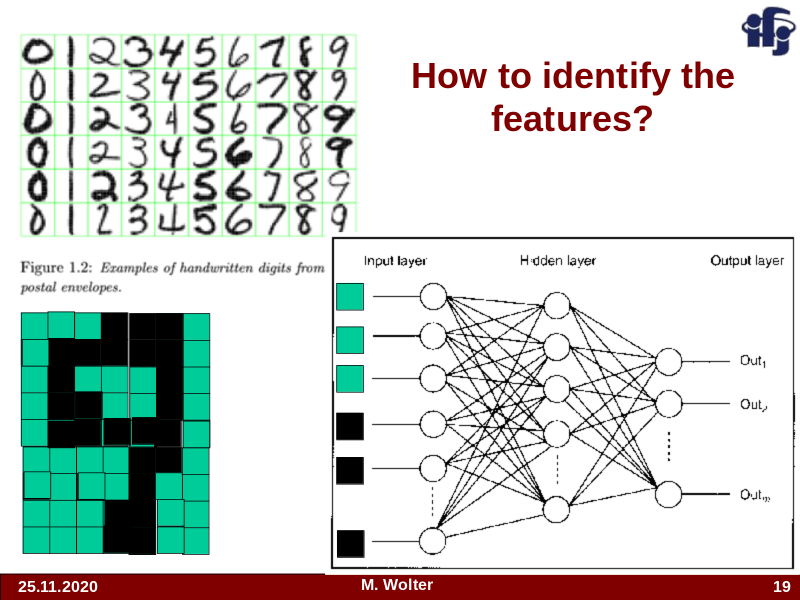 How to identify the
features?
ifj
0 1 2 3 4 5 6 7 8 9
0 1 2 3 4 5 6 7 8 9
0 1 2 3 4 5 6 7 8 9
0 1 2 3 4 5 6 7 8 9
0 1 2 3 4 5 6 7 8 9
0 1 2 3 4 5 6 7 8 9
Figure 1.2: Examples of handwritten digits from
postal envelopes.
Input layer Hidden layer Output layer
Out1
Out2
Outm
25.11.2020 M. Wolter 19